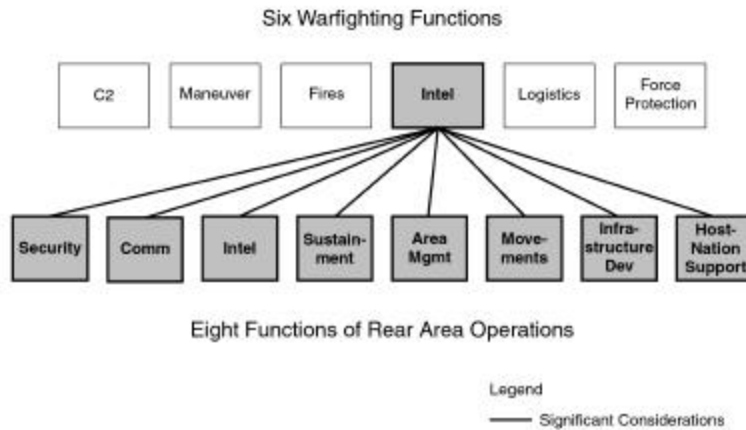 Six Warfighting Functions
C2
Maneuver
Fires
Intel
Logistics
Force
Protection
Security
Comm
Intel
Sustain-
ment
Area
Mgmt
Move-
ments
Infra-
structure
Dev
Host-
Nation
Support
Eight Functions of Rear Area Operations
Legend
Significant Considerations